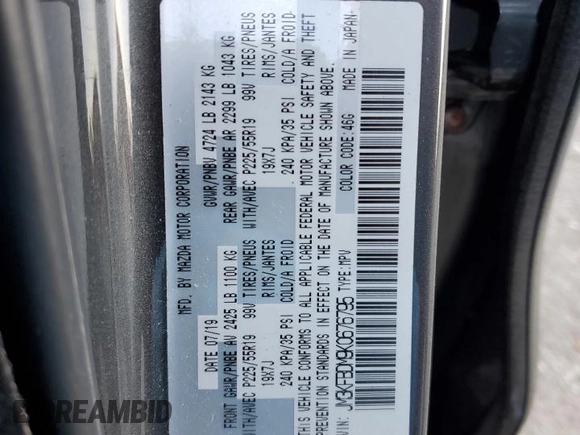 MFD. BY MAZDA MOTOR CORPORATION
DATE 07/19 GVWR/PNBV 4724 LB 2143 KG
FRONT GAWR/PNBE AV 2425 LB 1100 KG REAR GAWR/PNBE AR 2299 LB 1043 KG
WITH/AVEC P225/55R19 99V TIRES/PNEUS WITH/AVEC P225/55R19 99V TIRES/PNEUS
19X7J RIMS/JANTES 19X7J RIMS/JANTES
240 KPA/35 PSI COLD/A FROID 240 KPA/35 PSI COLD/A FROID
THIS VEHICLE CONFORMS TO ALL APPLICABLE FEDERAL MOTOR VEHICLE SAFETY AND THEFT
PREVENTION STANDARDS IN EFFECT ON THE DATE OF MANUFACTURE SHOWN ABOVE.
COLOR CODE:46G MADE IN JAPAN
VIN: JM3KFBDM9K0676795 TYPE:MPV